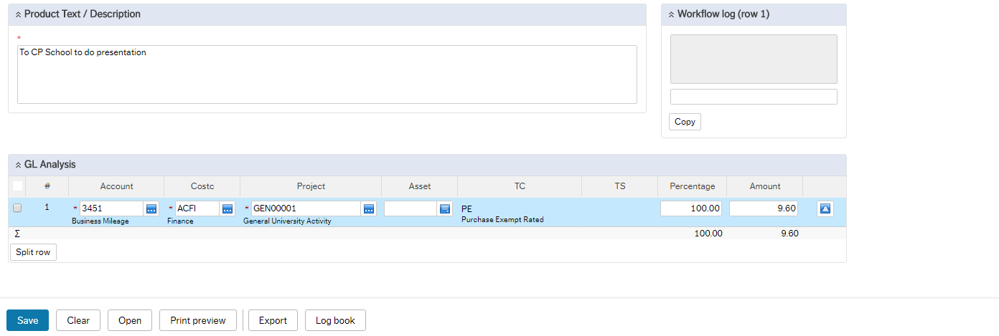 Product Text / Description
*
To CP School to do presentation
Workflow log (row 1)
Copy
GL Analysis
# Account Costc Project Asset TC TS Percentage Amount
1 * 3451 * ACFI * GEN00001 PE 100.00 9.60
Business Mileage Finance General University Activity Purchase Exempt Rated
Σ 100.00 9.60
Split row
Save Clear Open Print preview Export Log book